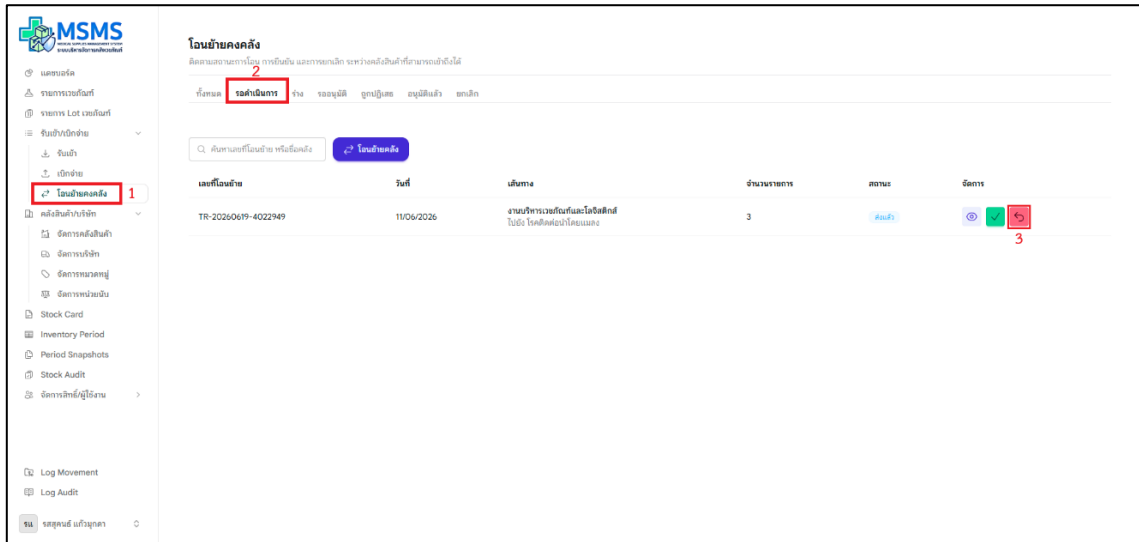 MSMS
MEDICAL SUPPLIES MANAGEMENT SYSTEM
ระบบบริหารจัดการเวชภัณฑ์
แดชบอร์ด
รายการเวชภัณฑ์
รายการ Lot เวชภัณฑ์
รับเข้า/เบิกจ่าย
รับเข้า
เบิกจ่าย
โอนย้ายคงคลัง 1
คลังสินค้า/บริษัท
จัดการคลังสินค้า
จัดการบริษัท
จัดการหมวดหมู่
จัดการหน่วยนับ
Stock Card
Inventory Period
Period Snapshots
Stock Audit
จัดการสิทธิ์/ผู้ใช้งาน
Log Movement
Log Audit
รแ รสสุคนธ์ แก้วมุกดา
โอนย้ายคงคลัง
ติดตามสถานะการโอน การยืนยัน และการยกเลิก ระหว่างคลังสินค้าที่สามารถเข้าถึงได้
2
ทั้งหมด รอดำเนินการ ร่าง รออนุมัติ ถูกปฏิเสธ อนุมัติแล้ว ยกเลิก
ค้นหาเลขที่โอนย้าย หรือชื่อคลัง โอนย้ายคลัง
เลขที่โอนย้าย วันที่ เส้นทาง จำนวนรายการ สถานะ จัดการ
TR-20260619-4022949 11/06/2026 งานบริหารเวชภัณฑ์และโลจิสติกส์ 3 ส่งแล้ว
ไปยัง โรคติดต่อนำโดยแมลง
3